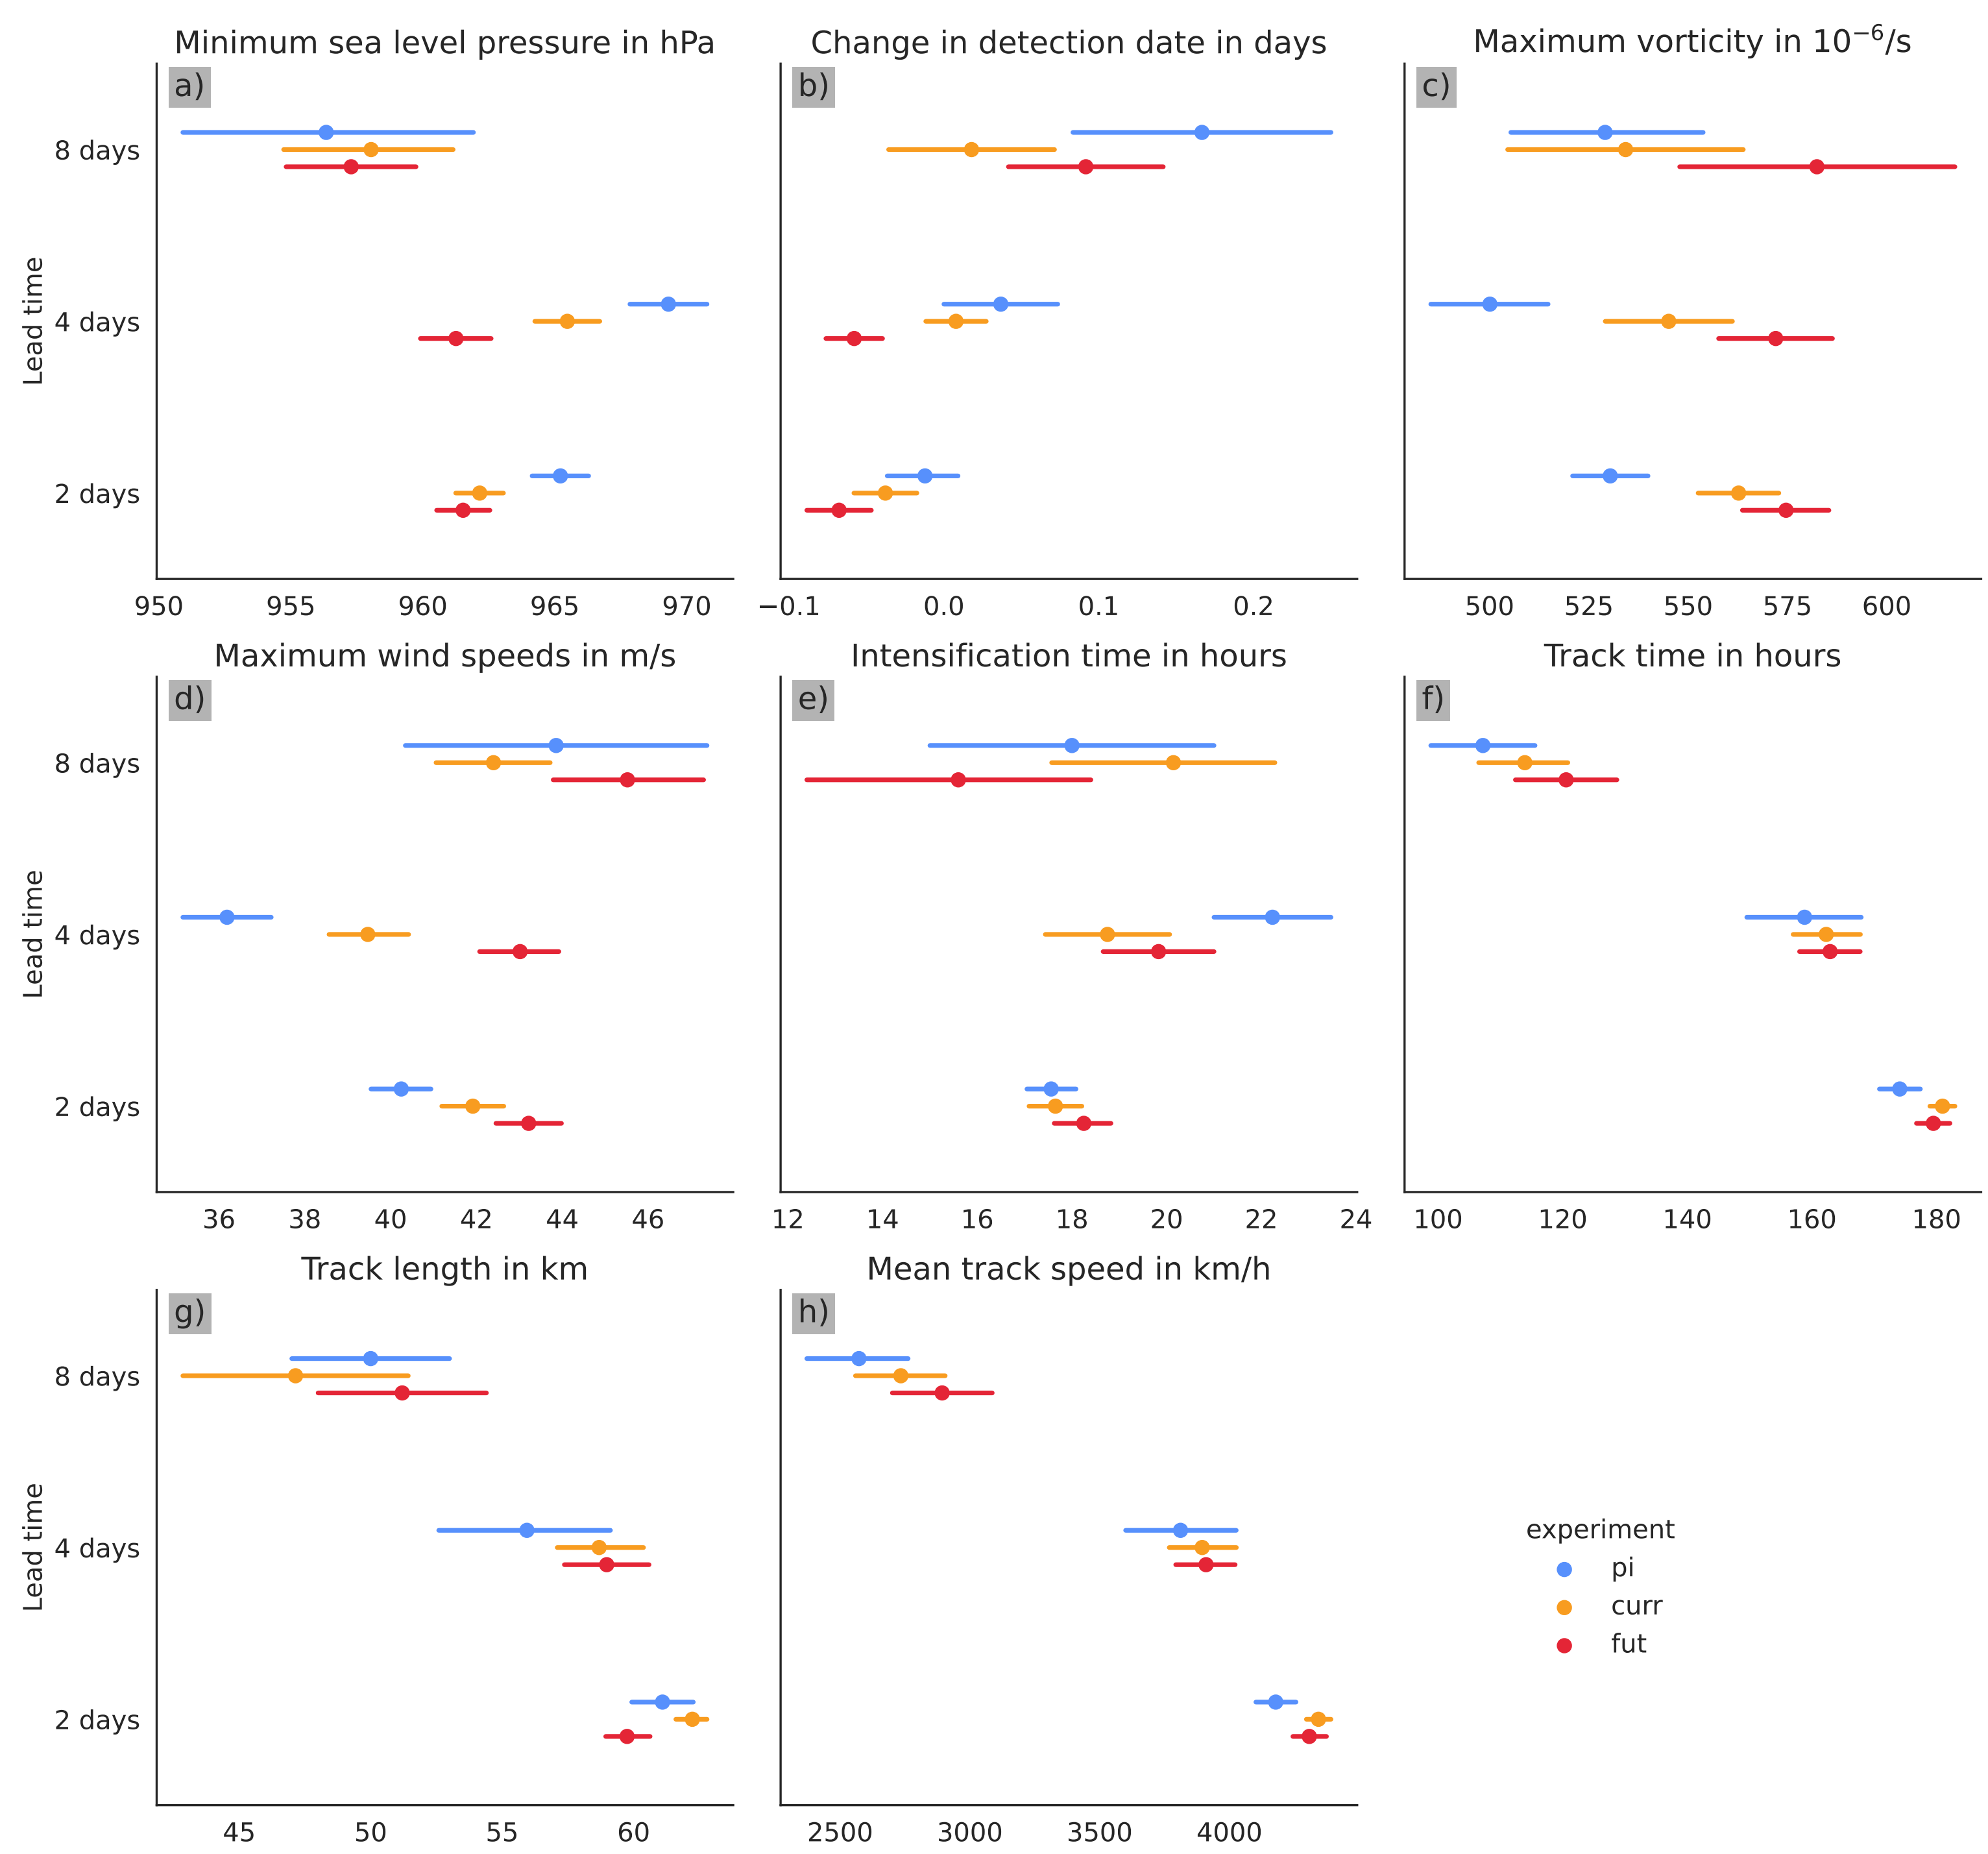 Minimum sea level pressure in hPa
Change in detection date in days
Maximum vorticity in 10⁻⁶/s
a)
b)
c)
8 days
4 days
2 days
Lead time
950 955 960 965 970
−0.1 0.0 0.1 0.2
500 525 550 575 600
Maximum wind speeds in m/s
Intensification time in hours
Track time in hours
d)
e)
f)
8 days
4 days
2 days
Lead time
36 38 40 42 44 46
12 14 16 18 20 22 24
100 120 140 160 180
Track length in km
Mean track speed in km/h
g)
h)
8 days
4 days
2 days
Lead time
45 50 55 60
2500 3000 3500 4000
experiment
pi
curr
fut